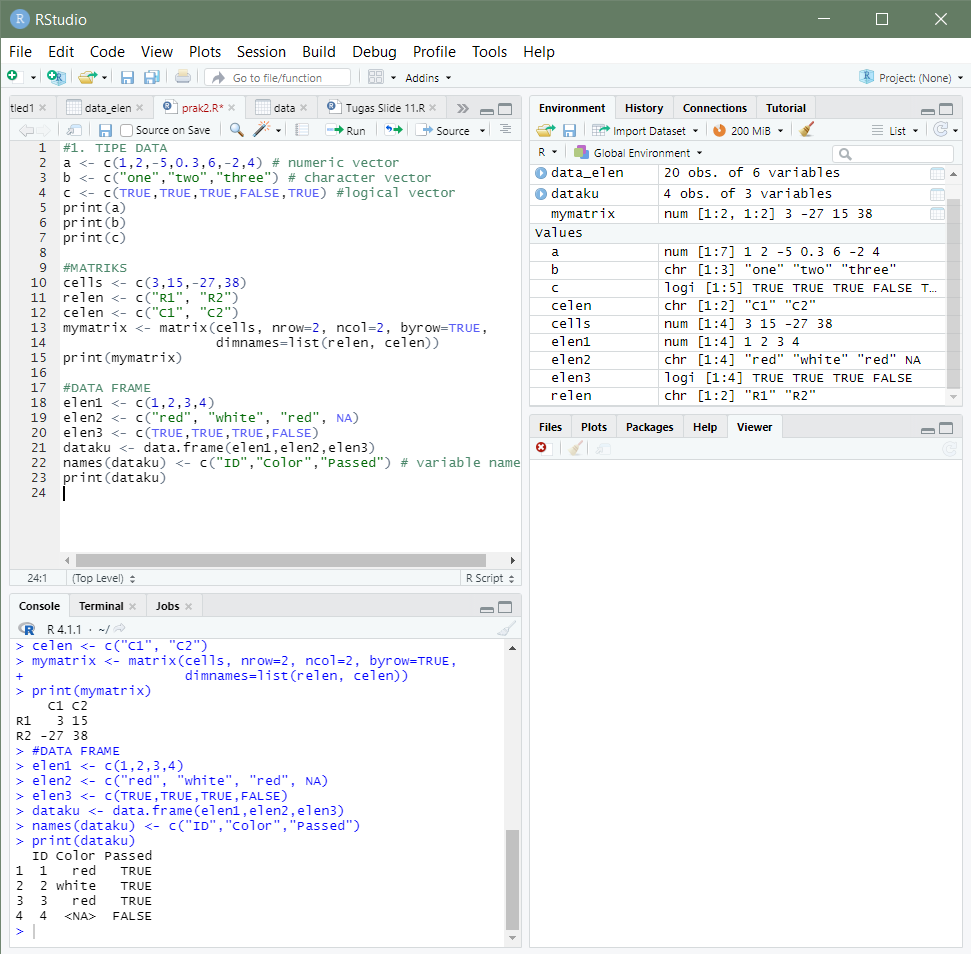 RStudio
File Edit Code View Plots Session Build Debug Profile Tools Help
Go to file/function Addins Project: (None)
tled1 data_elen prak2.R* data Tugas Slide 11.R
Source on Save Run Source
1 #1. TIPE DATA
2 a <- c(1,2,-5,0.3,6,-2,4) # numeric vector
3 b <- c("one","two","three") # character vector
4 c <- c(TRUE,TRUE,TRUE,FALSE,TRUE) #logical vector
5 print(a)
6 print(b)
7 print(c)
8
9 #MATRIKS
10 cells <- c(3,15,-27,38)
11 relen <- c("R1", "R2")
12 celen <- c("C1", "C2")
13 mymatrix <- matrix(cells, nrow=2, ncol=2, byrow=TRUE,
14 dimnames=list(relen, celen))
15 print(mymatrix)
16
17 #DATA FRAME
18 elen1 <- c(1,2,3,4)
19 elen2 <- c("red", "white", "red", NA)
20 elen3 <- c(TRUE,TRUE,TRUE,FALSE)
21 dataku <- data.frame(elen1,elen2,elen3)
22 names(dataku) <- c("ID","Color","Passed") # variable name
23 print(dataku)
24
24:1 (Top Level) R Script
Console Terminal Jobs
R 4.1.1 · ~/
> celen <- c("C1", "C2")
> mymatrix <- matrix(cells, nrow=2, ncol=2, byrow=TRUE,
+ dimnames=list(relen, celen))
> print(mymatrix)
C1 C2
R1 3 15
R2 -27 38
> #DATA FRAME
> elen1 <- c(1,2,3,4)
> elen2 <- c("red", "white", "red", NA)
> elen3 <- c(TRUE,TRUE,TRUE,FALSE)
> dataku <- data.frame(elen1,elen2,elen3)
> names(dataku) <- c("ID","Color","Passed")
> print(dataku)
ID Color Passed
1 1 red TRUE
2 2 white TRUE
3 3 red TRUE
4 4 <NA> FALSE
>
Environment History Connections Tutorial
Import Dataset 200 MiB List
R Global Environment
data_elen 20 obs. of 6 variables
dataku 4 obs. of 3 variables
mymatrix num [1:2, 1:2] 3 -27 15 38
Values
a num [1:7] 1 2 -5 0.3 6 -2 4
b chr [1:3] "one" "two" "three"
c logi [1:5] TRUE TRUE TRUE FALSE T...
celen chr [1:2] "C1" "C2"
cells num [1:4] 3 15 -27 38
elen1 num [1:4] 1 2 3 4
elen2 chr [1:4] "red" "white" "red" NA
elen3 logi [1:4] TRUE TRUE TRUE FALSE
relen chr [1:2] "R1" "R2"
Files Plots Packages Help Viewer